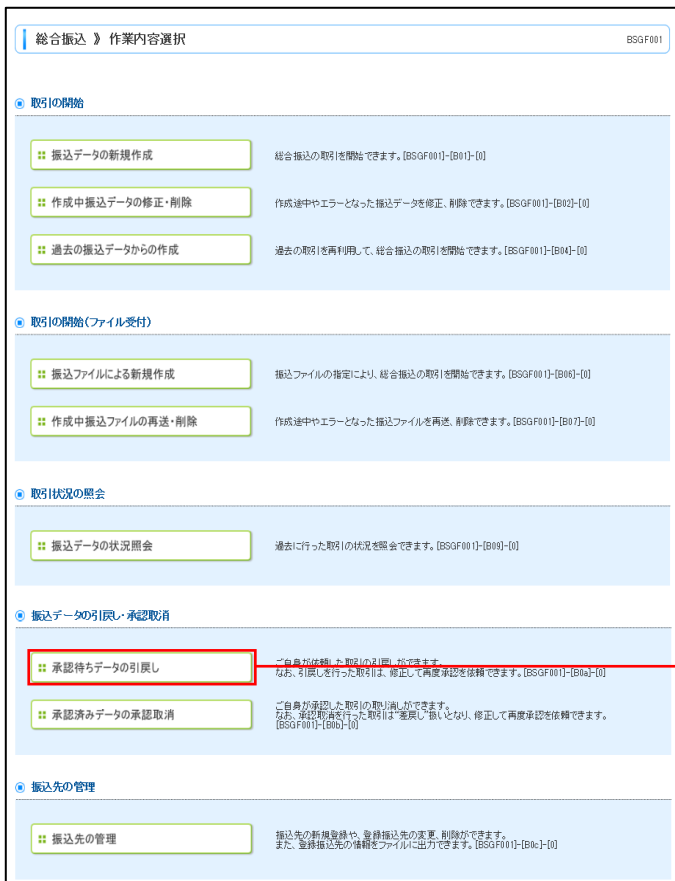 総合振込 》 作業内容選択
BSGF001
取引の開始
振込データの新規作成
総合振込の取引を開始できます。[BSGF001]-[B01]-[0]
作成中振込データの修正・削除
作成途中やエラーとなった振込データを修正、削除できます。[BSGF001]-[B02]-[0]
過去の振込データからの作成
過去の取引を再利用して、総合振込の取引を開始できます。[BSGF001]-[B04]-[0]
取引の開始(ファイル受付)
振込ファイルによる新規作成
振込ファイルの指定により、総合振込の取引を開始できます。[BSGF001]-[B06]-[0]
作成中振込ファイルの再送・削除
作成途中やエラーとなった振込ファイルを再送、削除できます。[BSGF001]-[B07]-[0]
取引状況の照会
振込データの状況照会
過去に行った取引の状況を照会できます。[BSGF001]-[B09]-[0]
振込データの引戻し・承認取消
承認待ちデータの引戻し
ご自身が依頼した取引の引戻しができます。
なお、引戻しを行った取引は、修正して再度承認を依頼できます。[BSGF001]-[B0a]-[0]
承認済みデータの承認取消
ご自身が承認した取引の取り消しができます。
なお、承認取消を行った取引は"差戻し"扱いとなり、修正して再度承認を依頼できます。
[BSGF001]-[B0b]-[0]
振込先の管理
振込先の管理
振込先の新規登録や、登録振込先の変更、削除ができます。
また、登録振込先の情報をファイルに出力できます。[BSGF001]-[B0c]-[0]